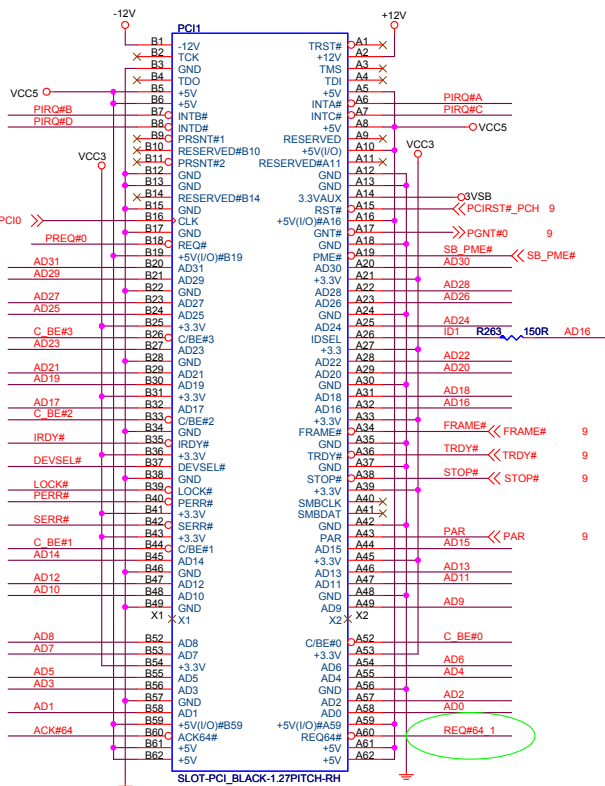 -12V +12V
PCI1
B1 -12V TRST# A1
B2 TCK +12V A2
B3 GND TMS A3
B4 TDO TDI A4
VCC5 B5 +5V +5V A5
B6 +5V INTA# A6 PIRQ#A
PIRQ#B B7 INTB# INTC# A7 PIRQ#C
PIRQ#D B8 INTD# +5V A8 VCC5
B9 PRSNT#1 RESERVED A9
B10 RESERVED#B10 +5V(I/O) A10
VCC3 B11 PRSNT#2 RESERVED#A11 A11 VCC3
B12 GND GND A12
B13 GND GND A13
B14 RESERVED#B14 3.3VAUX A14 3VSB
B15 GND RST# A15 PCIRST#_PCH 9
PCI0 B16 CLK +5V(I/O)#A16 A16
B17 GND GNT# A17 PGNT#0 9
PREQ#0 B18 REQ# GND A18
B19 +5V(I/O)#B19 PME# A19 SB_PME# SB_PME#
AD31 B20 AD31 AD30 A20 AD30
AD29 B21 AD29 +3.3V A21
B22 GND AD28 A22 AD28
AD27 B23 AD27 AD26 A23 AD26
AD25 B24 AD25 GND A24
B25 +3.3V AD24 A25 AD24
C_BE#3 B26 C/BE#3 IDSEL A26 ID1 R263 150R AD16
AD23 B27 AD23 +3.3 A27
B28 GND AD22 A28 AD22
AD21 B29 AD21 AD20 A29 AD20
AD19 B30 AD19 GND A30
B31 +3.3V AD18 A31 AD18
AD17 B32 AD17 AD16 A32 AD16
C_BE#2 B33 C/BE#2 +3.3V A33
B34 GND FRAME# A34 FRAME# FRAME# 9
IRDY# B35 IRDY# GND A35
B36 +3.3V TRDY# A36 TRDY# TRDY# 9
DEVSEL# B37 DEVSEL# GND A37
B38 GND STOP# A38 STOP# STOP# 9
LOCK# B39 LOCK# +3.3V A39
PERR# B40 PERR# SMBCLK A40
B41 +3.3V SMBDAT A41
SERR# B42 SERR# GND A42
B43 +3.3V PAR A43 PAR PAR 9
C_BE#1 B44 C/BE#1 AD15 A44 AD15
AD14 B45 AD14 +3.3V A45
B46 GND AD13 A46 AD13
AD12 B47 AD12 AD11 A47 AD11
AD10 B48 AD10 GND A48
B49 GND AD9 A49 AD9
X1 X1 X2 X2
AD8 B52 AD8 C/BE#0 A52 C_BE#0
AD7 B53 AD7 +3.3V A53
B54 +3.3V AD6 A54 AD6
AD5 B55 AD5 AD4 A55 AD4
AD3 B56 AD3 GND A56
B57 GND AD2 A57 AD2
AD1 B58 AD1 AD0 A58 AD0
B59 +5V(I/O)#B59 +5V(I/O)#A59 A59
ACK#64 B60 ACK64# REQ64# A60 REQ#64_1
B61 +5V +5V A61
B62 +5V +5V A62
SLOT-PCI_BLACK-1.27PITCH-RH